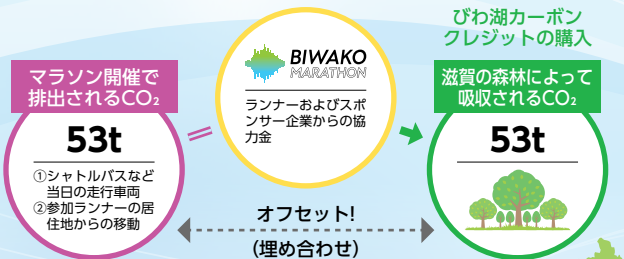 びわ湖カーボン
クレジットの購入
マラソン開催で
排出されるCO₂
53t
①シャトルバスなど
当日の走行車両
②参加ランナーの居
住地からの移動
=
BIWAKO
MARATHON
ランナーおよびスポ
ンサー企業からの協
力金
滋賀の森林によって
吸収されるCO₂
53t
オフセット!
(埋め合わせ)